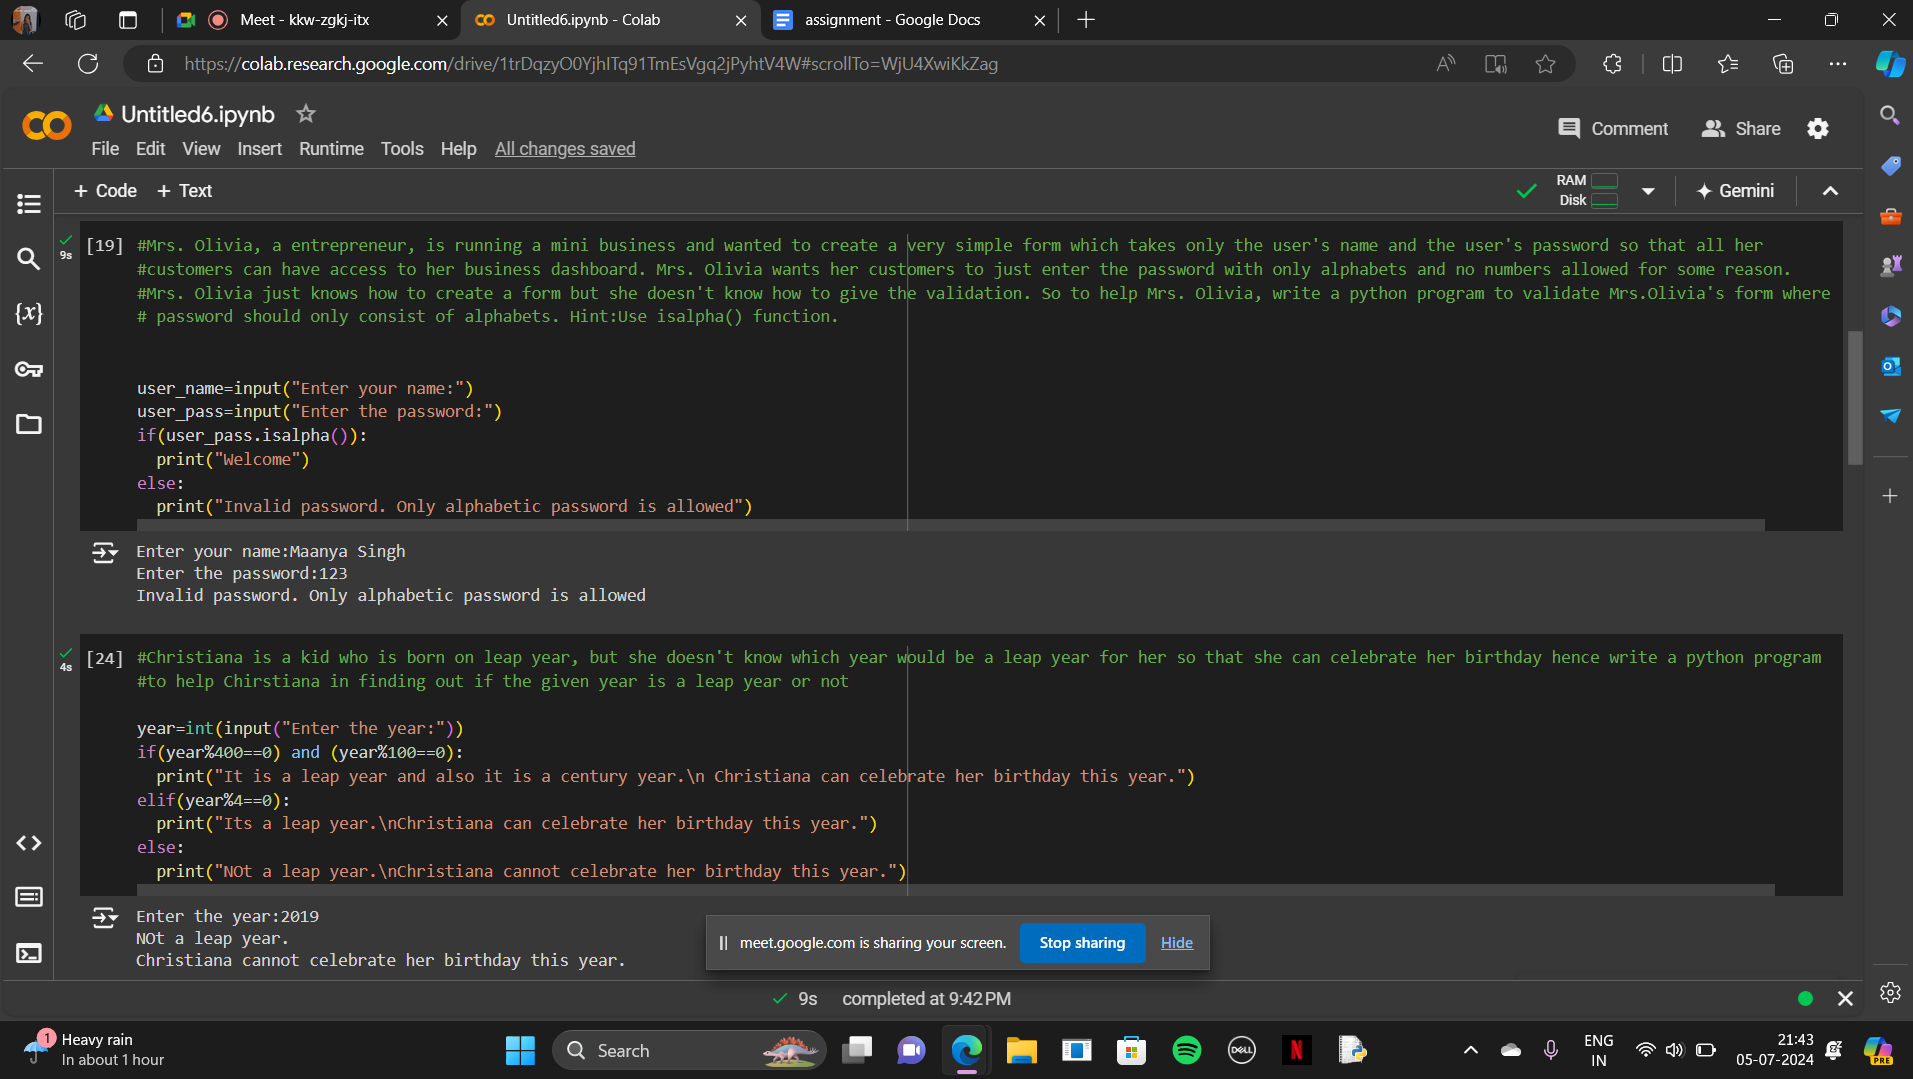 Meet - kkw-zgkj-itx
Untitled6.ipynb - Colab
assignment - Google Docs
https://colab.research.google.com/drive/1trDqzyO0YjhITq91TmEsVgq2jPyhtV4W#scrollTo=WjU4XwiKkZag
Untitled6.ipynb
Comment
Share
File Edit View Insert Runtime Tools Help All changes saved
+ Code + Text
RAM
Disk
Gemini
9s
[19] #Mrs. Olivia, a entrepreneur, is running a mini business and wanted to create a very simple form which takes only the user's name and the user's password so that all her
#customers can have access to her business dashboard. Mrs. Olivia wants her customers to just enter the password with only alphabets and no numbers allowed for some reason.
#Mrs. Olivia just knows how to create a form but she doesn't know how to give the validation. So to help Mrs. Olivia, write a python program to validate Mrs.Olivia's form where
# password should only consist of alphabets. Hint:Use isalpha() function.
user_name=input("Enter your name:")
user_pass=input("Enter the password:")
if(user_pass.isalpha()):
print("Welcome")
else:
print("Invalid password. Only alphabetic password is allowed")
Enter your name:Maanya Singh
Enter the password:123
Invalid password. Only alphabetic password is allowed
4s
[24] #Christiana is a kid who is born on leap year, but she doesn't know which year would be a leap year for her so that she can celebrate her birthday hence write a python program
#to help Chirstiana in finding out if the given year is a leap year or not
year=int(input("Enter the year:"))
if(year%400==0) and (year%100==0):
print("It is a leap year and also it is a century year.\n Christiana can celebrate her birthday this year.")
elif(year%4==0):
print("Its a leap year.\nChristiana can celebrate her birthday this year.")
else:
print("NOt a leap year.\nChristiana cannot celebrate her birthday this year.")
Enter the year:2019
NOt a leap year.
Christiana cannot celebrate her birthday this year.
meet.google.com is sharing your screen.
Stop sharing
Hide
9s completed at 9:42 PM
1
Heavy rain
In about 1 hour
Search
DELL
N
ENG
IN
21:43
05-07-2024
PRE